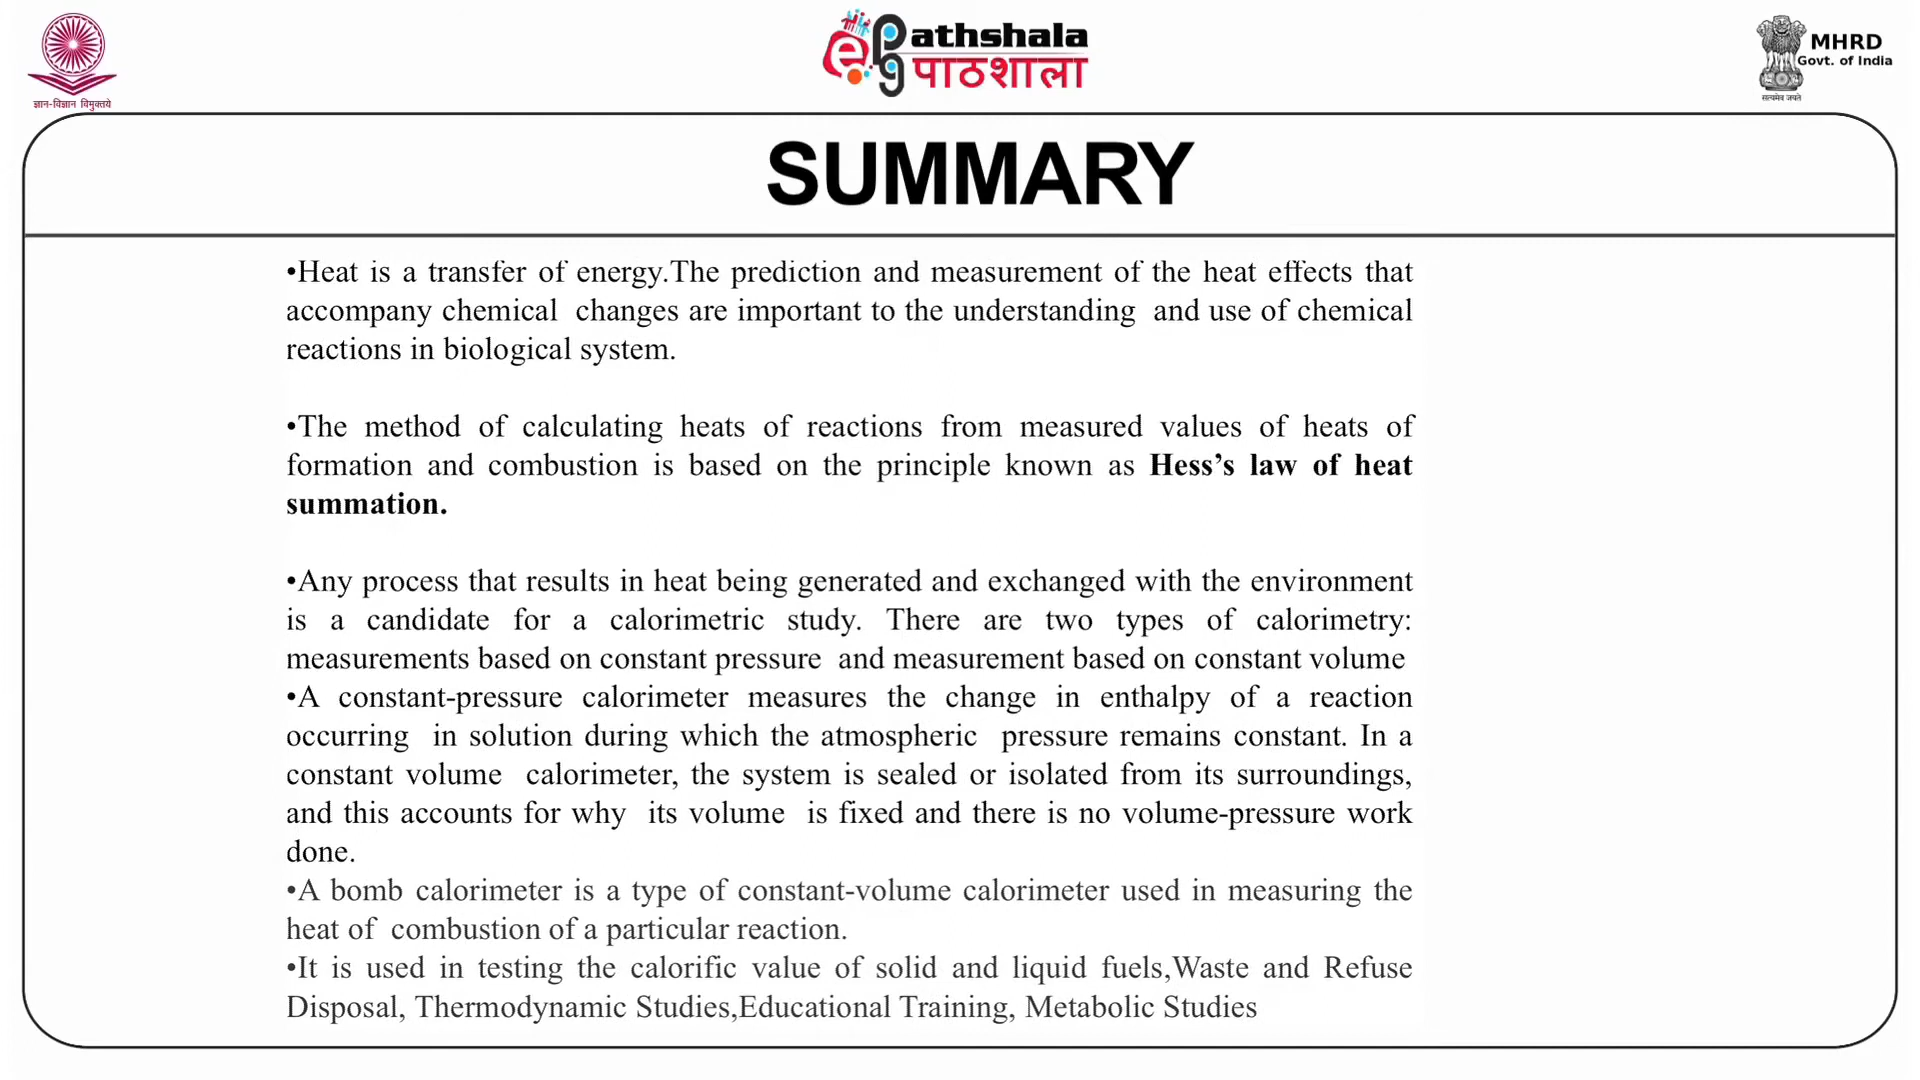 ज्ञान-विज्ञान विमुक्तये
e Pathshala
पाठशाला
MHRD
Govt. of India
सत्यमेव जयते
SUMMARY
•Heat is a transfer of energy.The prediction and measurement of the heat effects that
accompany chemical changes are important to the understanding and use of chemical
reactions in biological system.
•The method of calculating heats of reactions from measured values of heats of
formation and combustion is based on the principle known as Hess’s law of heat
summation.
•Any process that results in heat being generated and exchanged with the environment
is a candidate for a calorimetric study. There are two types of calorimetry:
measurements based on constant pressure and measurement based on constant volume
•A constant-pressure calorimeter measures the change in enthalpy of a reaction
occurring in solution during which the atmospheric pressure remains constant. In a
constant volume calorimeter, the system is sealed or isolated from its surroundings,
and this accounts for why its volume is fixed and there is no volume-pressure work
done.
•A bomb calorimeter is a type of constant-volume calorimeter used in measuring the
heat of combustion of a particular reaction.
•It is used in testing the calorific value of solid and liquid fuels,Waste and Refuse
Disposal, Thermodynamic Studies,Educational Training, Metabolic Studies